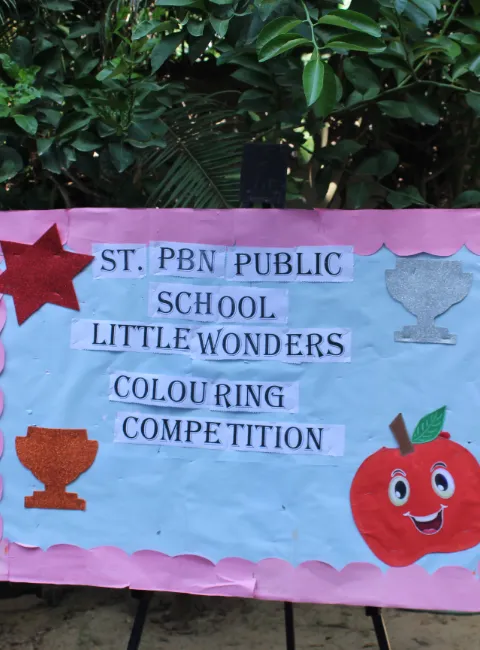 ST. PBN PUBLIC
SCHOOL
LITTLE WONDERS
COLOURING
COMPETITION